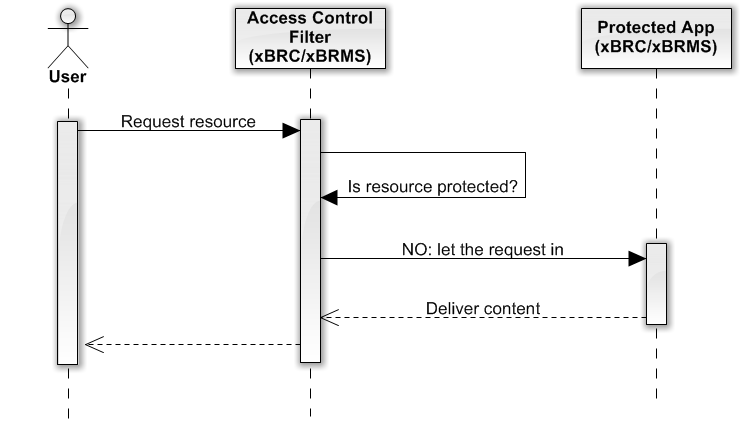 User
Access Control
Filter
(xBRC/xBRMS)
Protected App
(xBRC/xBRMS)
Request resource
Is resource protected?
NO: let the request in
Deliver content